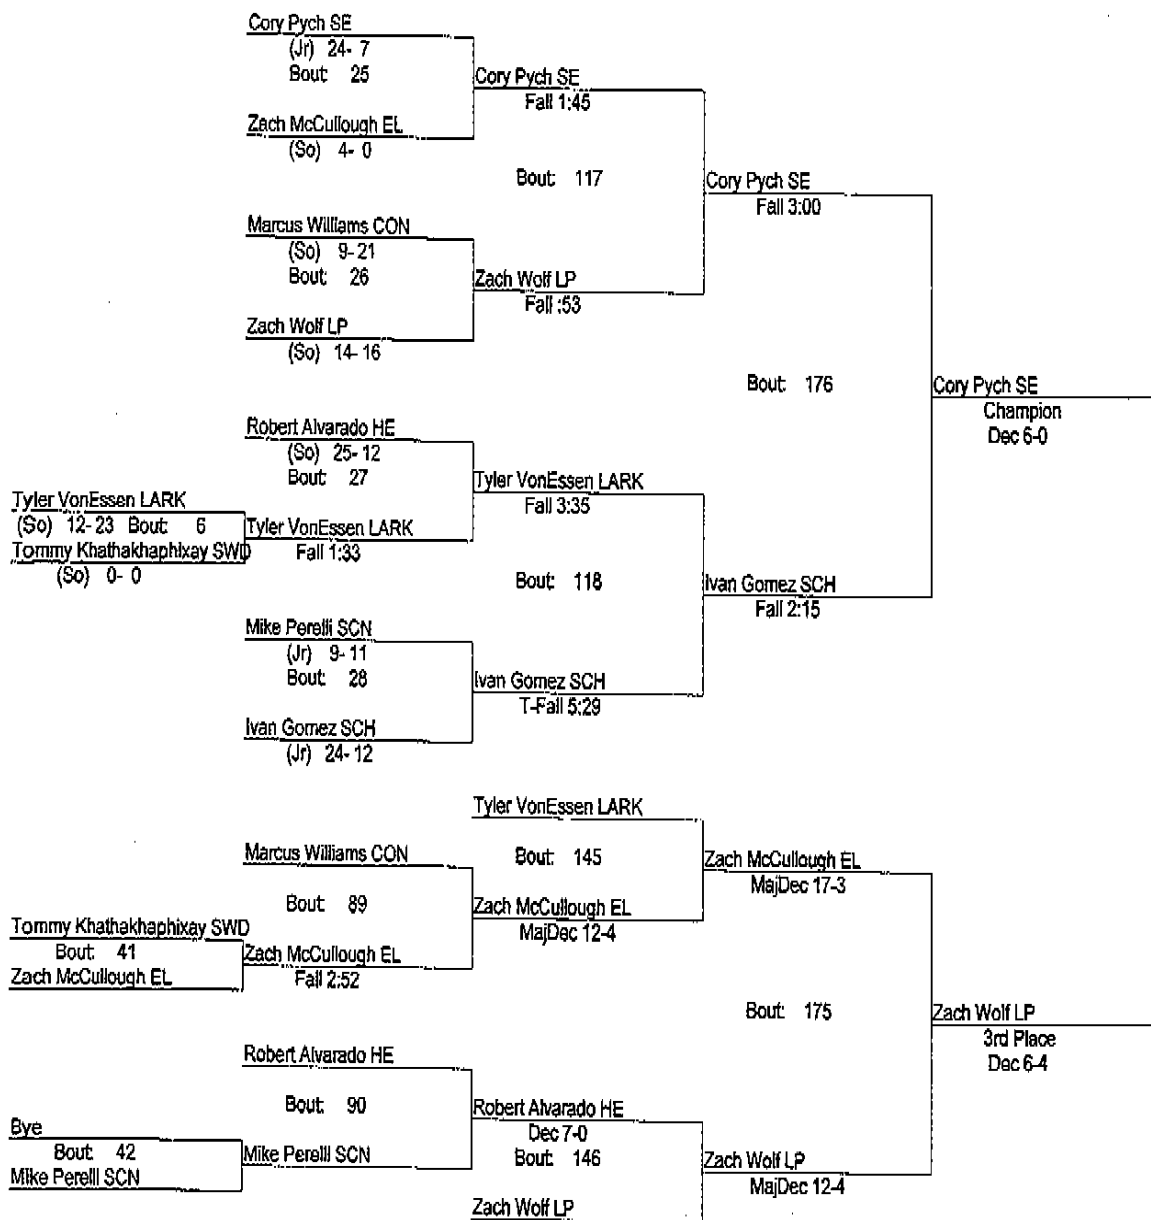 Cory Pych SE
(Jr) 24- 7
Bout: 25
Cory Pych SE
Fall 1:45
Zach McCullough EL
(So) 4- 0
Bout: 117
Cory Pych SE
Fall 3:00
Marcus Williams CON
(So) 9-21
Bout: 26
Zach Wolf LP
Fall :53
Zach Wolf LP
(So) 14-16
Bout: 176
Cory Pych SE
Champion
Dec 6-0
Robert Alvarado HE
(So) 25-12
Bout: 27
Tyler VonEssen LARK
Fall 3:35
Tyler VonEssen LARK
(So) 12-23 Bout: 6
Tommy Khathakhaphixay SWD
(So) 0- 0
Tyler VonEssen LARK
Fall 1:33
Bout: 118
Ivan Gomez SCH
Fall 2:15
Mike Perelli SCN
(Jr) 9-11
Bout: 28
Ivan Gomez SCH
T-Fall 5:29
Ivan Gomez SCH
(Jr) 24-12
Tyler VonEssen LARK
Bout: 145
Zach McCullough EL
MajDec 17-3
Marcus Williams CON
Bout: 89
Zach McCullough EL
MajDec 12-4
Tommy Khathakhaphixay SWD
Bout: 41
Zach McCullough EL
Zach McCullough EL
Fall 2:52
Bout: 175
Zach Wolf LP
3rd Place
Dec 6-4
Robert Alvarado HE
Bout: 90
Robert Alvarado HE
Dec 7-0
Bye
Bout: 42
Mike Perelli SCN
Mike Perelli SCN
Bout: 146
Zach Wolf LP
MajDec 12-4
Zach Wolf LP